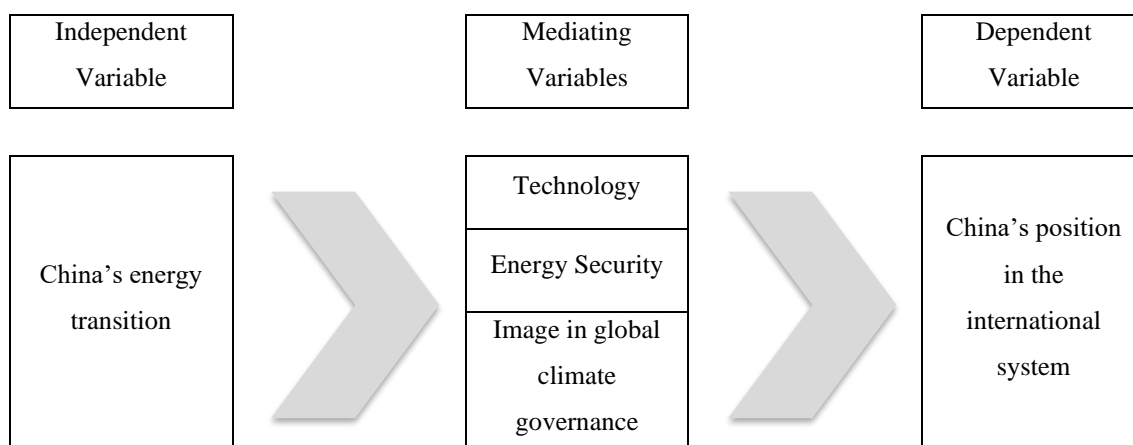 Independent
Variable
Mediating
Variables
Dependent
Variable
China’s energy
transition
Technology
Energy Security
Image in global
climate
governance
China’s position
in the
international
system